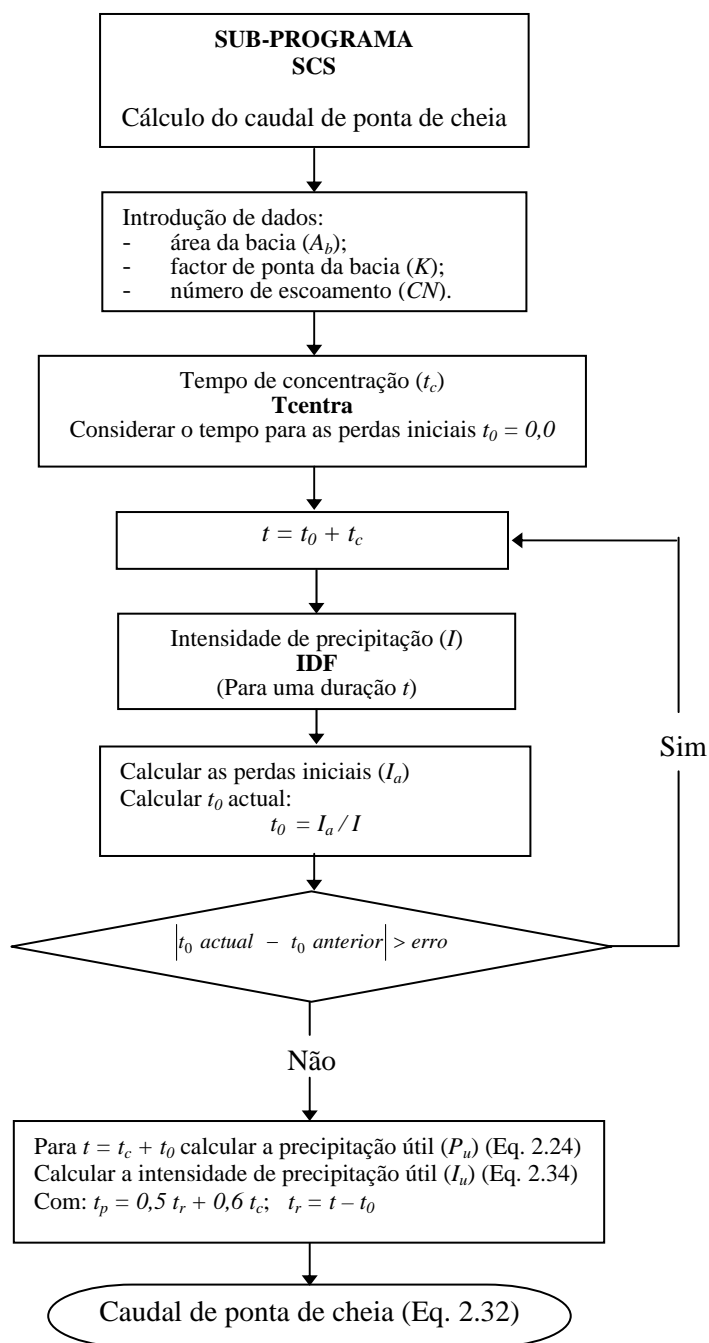 SUB-PROGRAMA
SCS
Cálculo do caudal de ponta de cheia
Introdução de dados:
- área da bacia (A_b);
- factor de ponta da bacia (K);
- número de escoamento (CN).
Tempo de concentração (t_c)
Tcentra
Considerar o tempo para as perdas iniciais t_0 = 0,0
t = t_0 + t_c
Intensidade de precipitação (I)
IDF
(Para uma duração t)
Sim
Calcular as perdas iniciais (I_a)
Calcular t_0 actual:
t_0 = I_a / I
|t_0 actual − t_0 anterior| > erro
Não
Para t = t_c + t_0 calcular a precipitação útil (P_u) (Eq. 2.24)
Calcular a intensidade de precipitação útil (I_u) (Eq. 2.34)
Com: t_p = 0,5 t_r + 0,6 t_c; t_r = t – t_0
Caudal de ponta de cheia (Eq. 2.32)